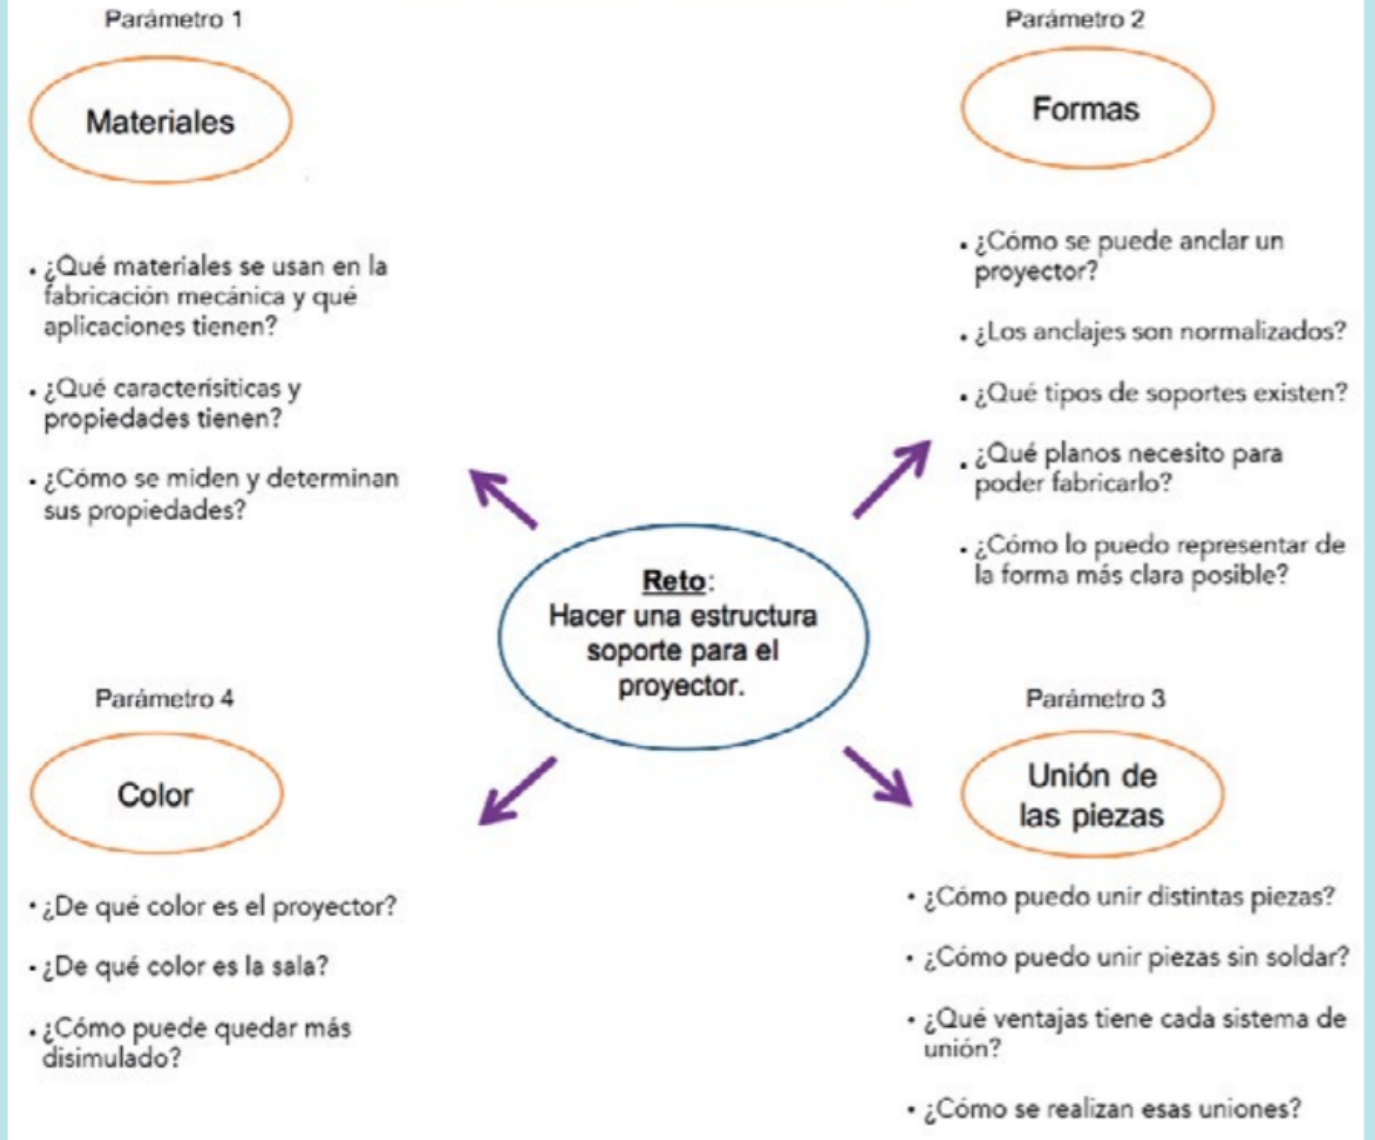 Parámetro 1
Materiales
• ¿Qué materiales se usan en la
fabricación mecánica y qué
aplicaciones tienen?
• ¿Qué caracterísiticas y
propiedades tienen?
• ¿Cómo se miden y determinan
sus propiedades?
Parámetro 2
Formas
• ¿Cómo se puede anclar un
proyector?
• ¿Los anclajes son normalizados?
• ¿Qué tipos de soportes existen?
• ¿Qué planos necesito para
poder fabricarlo?
• ¿Cómo lo puedo representar de
la forma más clara posible?
Reto:
Hacer una estructura
soporte para el
proyector.
Parámetro 4
Color
• ¿De qué color es el proyector?
• ¿De qué color es la sala?
• ¿Cómo puede quedar más
disimulado?
Parámetro 3
Unión de
las piezas
• ¿Cómo puedo unir distintas piezas?
• ¿Cómo puedo unir piezas sin soldar?
• ¿Qué ventajas tiene cada sistema de
unión?
• ¿Cómo se realizan esas uniones?